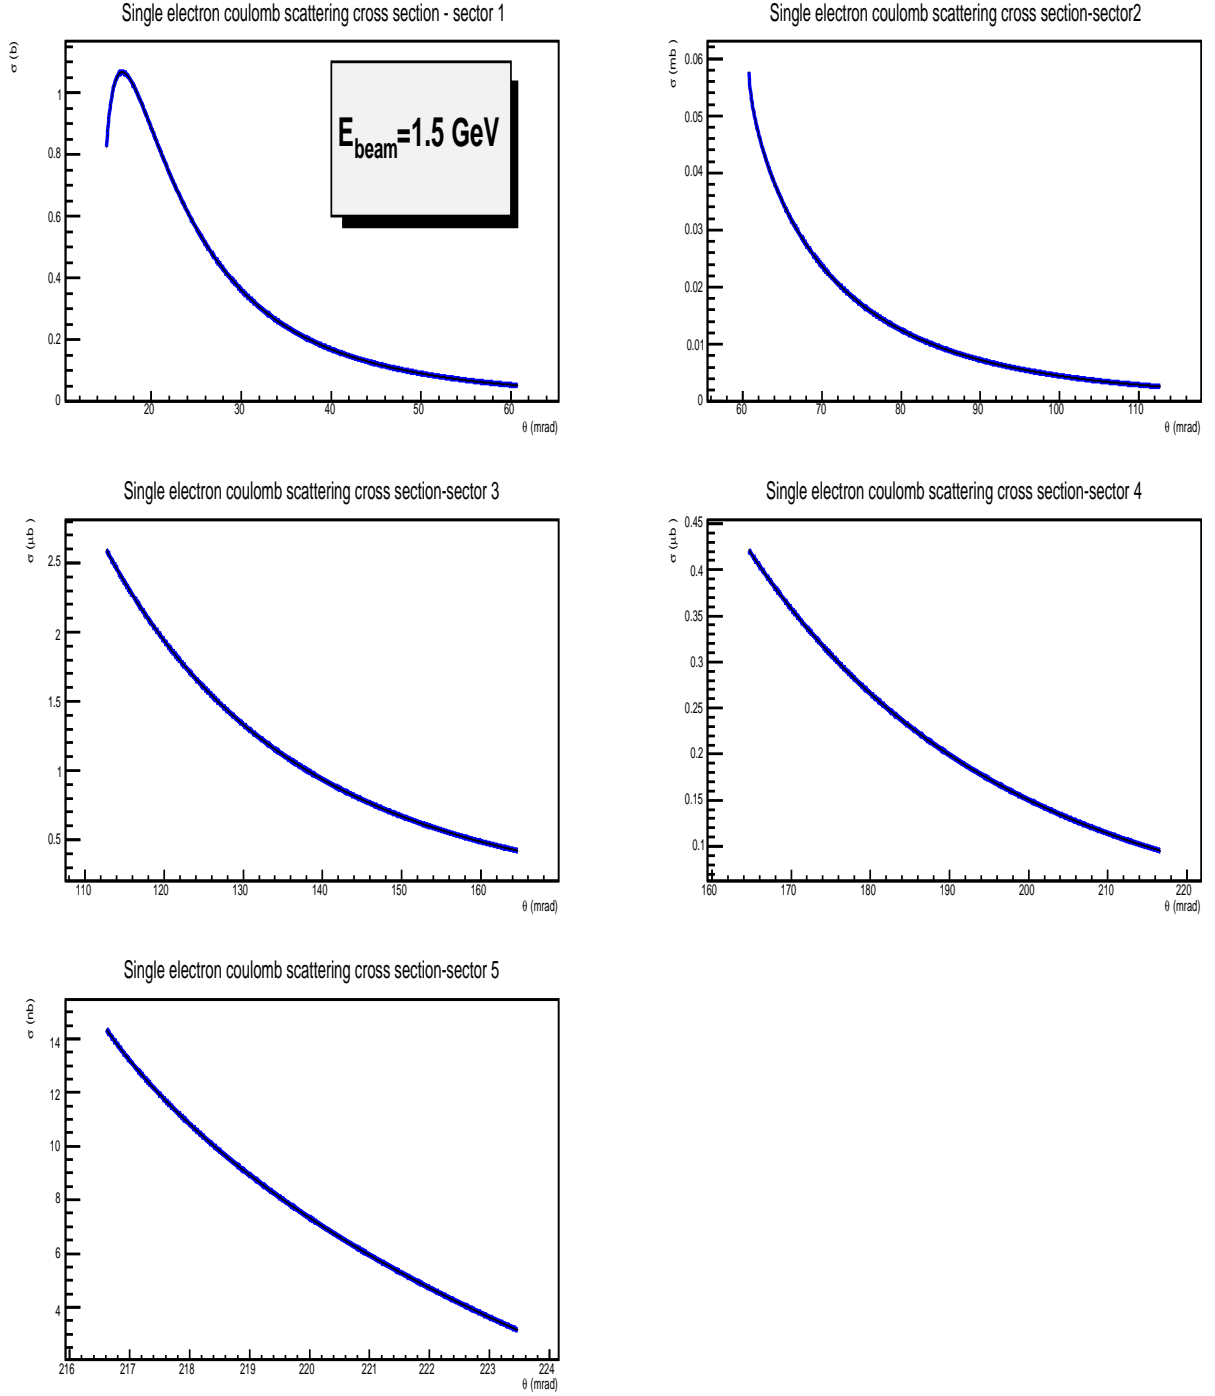 Single electron coulomb scattering cross section - sector 1
σ (b)
1
0.8
0.6
0.4
0.2
0
E_beam=1.5 GeV
20 30 40 50 60
θ (mrad)
Single electron coulomb scattering cross section-sector2
σ (mb )
0.06
0.05
0.04
0.03
0.02
0.01
0
60 70 80 90 100 110
θ (mrad)
Single electron coulomb scattering cross section-sector 3
σ (μb )
2.5
2
1.5
1
0.5
110 120 130 140 150 160
θ (mrad)
Single electron coulomb scattering cross section-sector 4
σ (μb )
0.45
0.4
0.35
0.3
0.25
0.2
0.15
0.1
160 170 180 190 200 210 220
θ (mrad)
Single electron coulomb scattering cross section-sector 5
σ (nb)
14
12
10
8
6
4
216 217 218 219 220 221 222 223 224
θ (mrad)